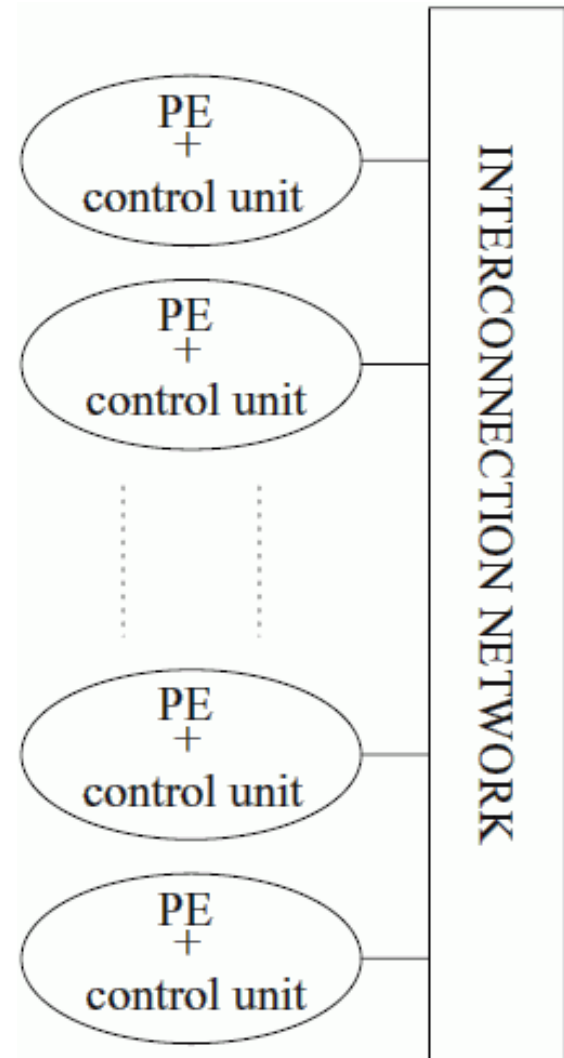 PE
+
control unit
PE
+
control unit
PE
+
control unit
PE
+
control unit
INTERCONNECTION NETWORK